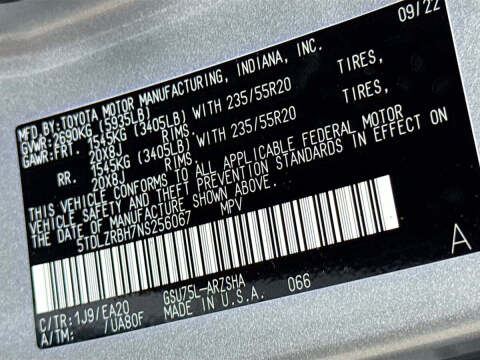 09/22
MFD.BY:TOYOTA MOTOR MANUFACTURING, INDIANA, INC.
GVWR:2690KG (5935LB)
GAWR:FRT. 1545KG (3405LB) WITH 235/55R20 TIRES,
20X8J RIMS,
RR. 1545KG (3405LB) WITH 235/55R20 TIRES,
20X8J RIMS,
THIS VEHICLE CONFORMS TO ALL APPLICABLE FEDERAL MOTOR
VEHICLE SAFETY AND THEFT PREVENTION STANDARDS IN EFFECT ON
THE DATE OF MANUFACTURE SHOWN ABOVE.
5TDLZRBH7NS256067 MPV
A
C/TR:1J9/EA20 GSU75L-ARZSHA
A/TM: /UA80F MADE IN U.S.A. 066